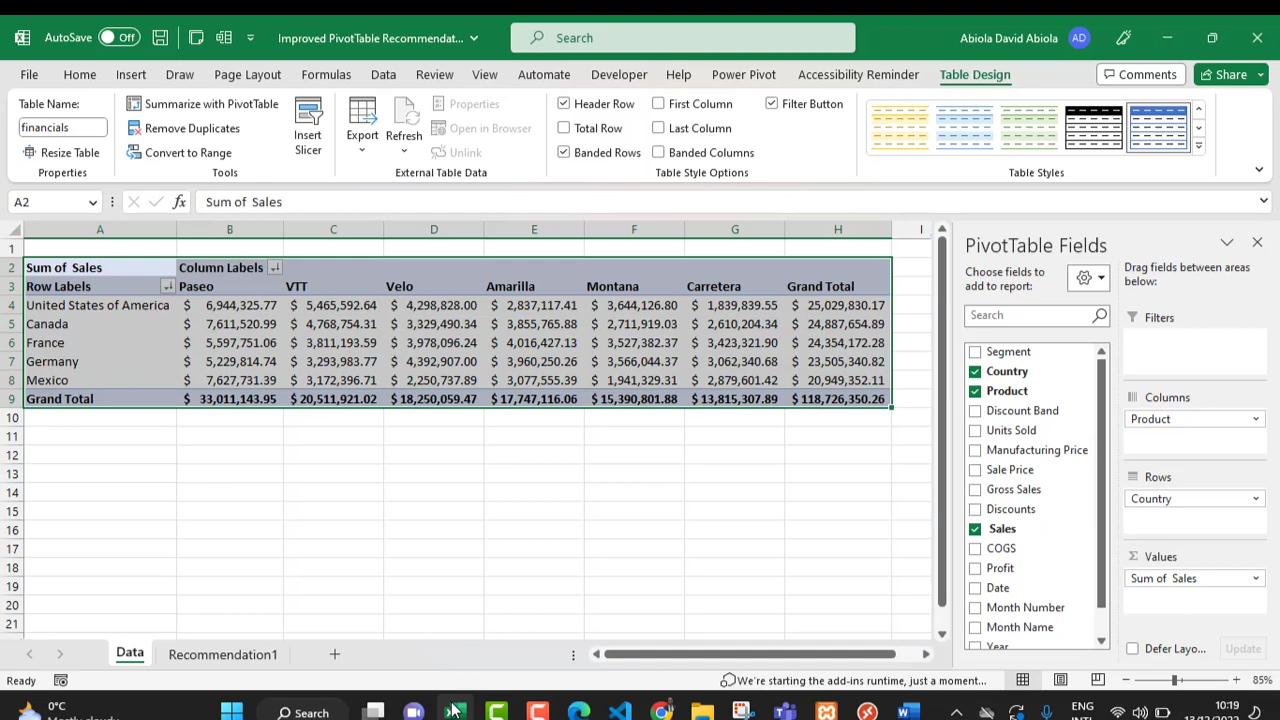 AutoSave Off Improved PivotTable Recommendat... Search Abiola David Abiola AD
File Home Insert Draw Page Layout Formulas Data Review View Automate Developer Help Power Pivot Accessibility Reminder Table Design Comments Share
Table Name:
financials
Resize Table
Properties
Summarize with PivotTable
Remove Duplicates
Convert to Range
Tools
Insert
Slicer
Export
Refresh
Properties
Open in Browser
Unlink
External Table Data
Header Row First Column Filter Button
Total Row Last Column
Banded Rows Banded Columns
Table Style Options
Table Styles
A2 fx Sum of Sales
A B C D E F G H I
1
2 Sum of Sales Column Labels
3 Row Labels Paseo VTT Velo Amarilla Montana Carretera Grand Total
4 United States of America $ 6,944,325.77 $ 5,465,592.64 $ 4,298,828.00 $ 2,837,117.41 $ 3,644,126.80 $ 1,839,839.55 $ 25,029,830.17
5 Canada $ 7,611,520.99 $ 4,768,754.31 $ 3,329,490.34 $ 3,855,765.88 $ 2,711,919.03 $ 2,610,204.34 $ 24,887,654.89
6 France $ 5,597,751.06 $ 3,811,193.59 $ 3,978,096.24 $ 4,016,427.13 $ 3,527,382.37 $ 3,423,321.90 $ 24,354,172.28
7 Germany $ 5,229,814.74 $ 3,293,983.77 $ 4,392,907.00 $ 3,960,250.26 $ 3,566,044.37 $ 3,062,340.68 $ 23,505,340.82
8 Mexico $ 7,627,731.39 $ 3,172,396.71 $ 2,250,737.89 $ 3,077,555.39 $ 1,941,329.31 $ 2,879,601.42 $ 20,949,352.11
9 Grand Total $ 33,011,143.95 $ 20,511,921.02 $ 18,250,059.47 $ 17,747,116.06 $ 15,390,801.88 $ 13,815,307.89 $ 118,726,350.26
10
11
12
13
14
15
16
17
18
19
20
21
PivotTable Fields
Choose fields to
add to report:
Search
Segment
Country
Product
Discount Band
Units Sold
Manufacturing Price
Sale Price
Gross Sales
Discounts
Sales
COGS
Profit
Date
Month Number
Month Name
Year
Drag fields between areas
below:
Filters
Columns
Product
Rows
Country
Σ Values
Sum of Sales
Defer Layo... Update
Data Recommendation1
Ready We're starting the add-ins runtime, just a moment... 85%
0°C
Mostly cloudy
Search
ENG
INTL
10:19